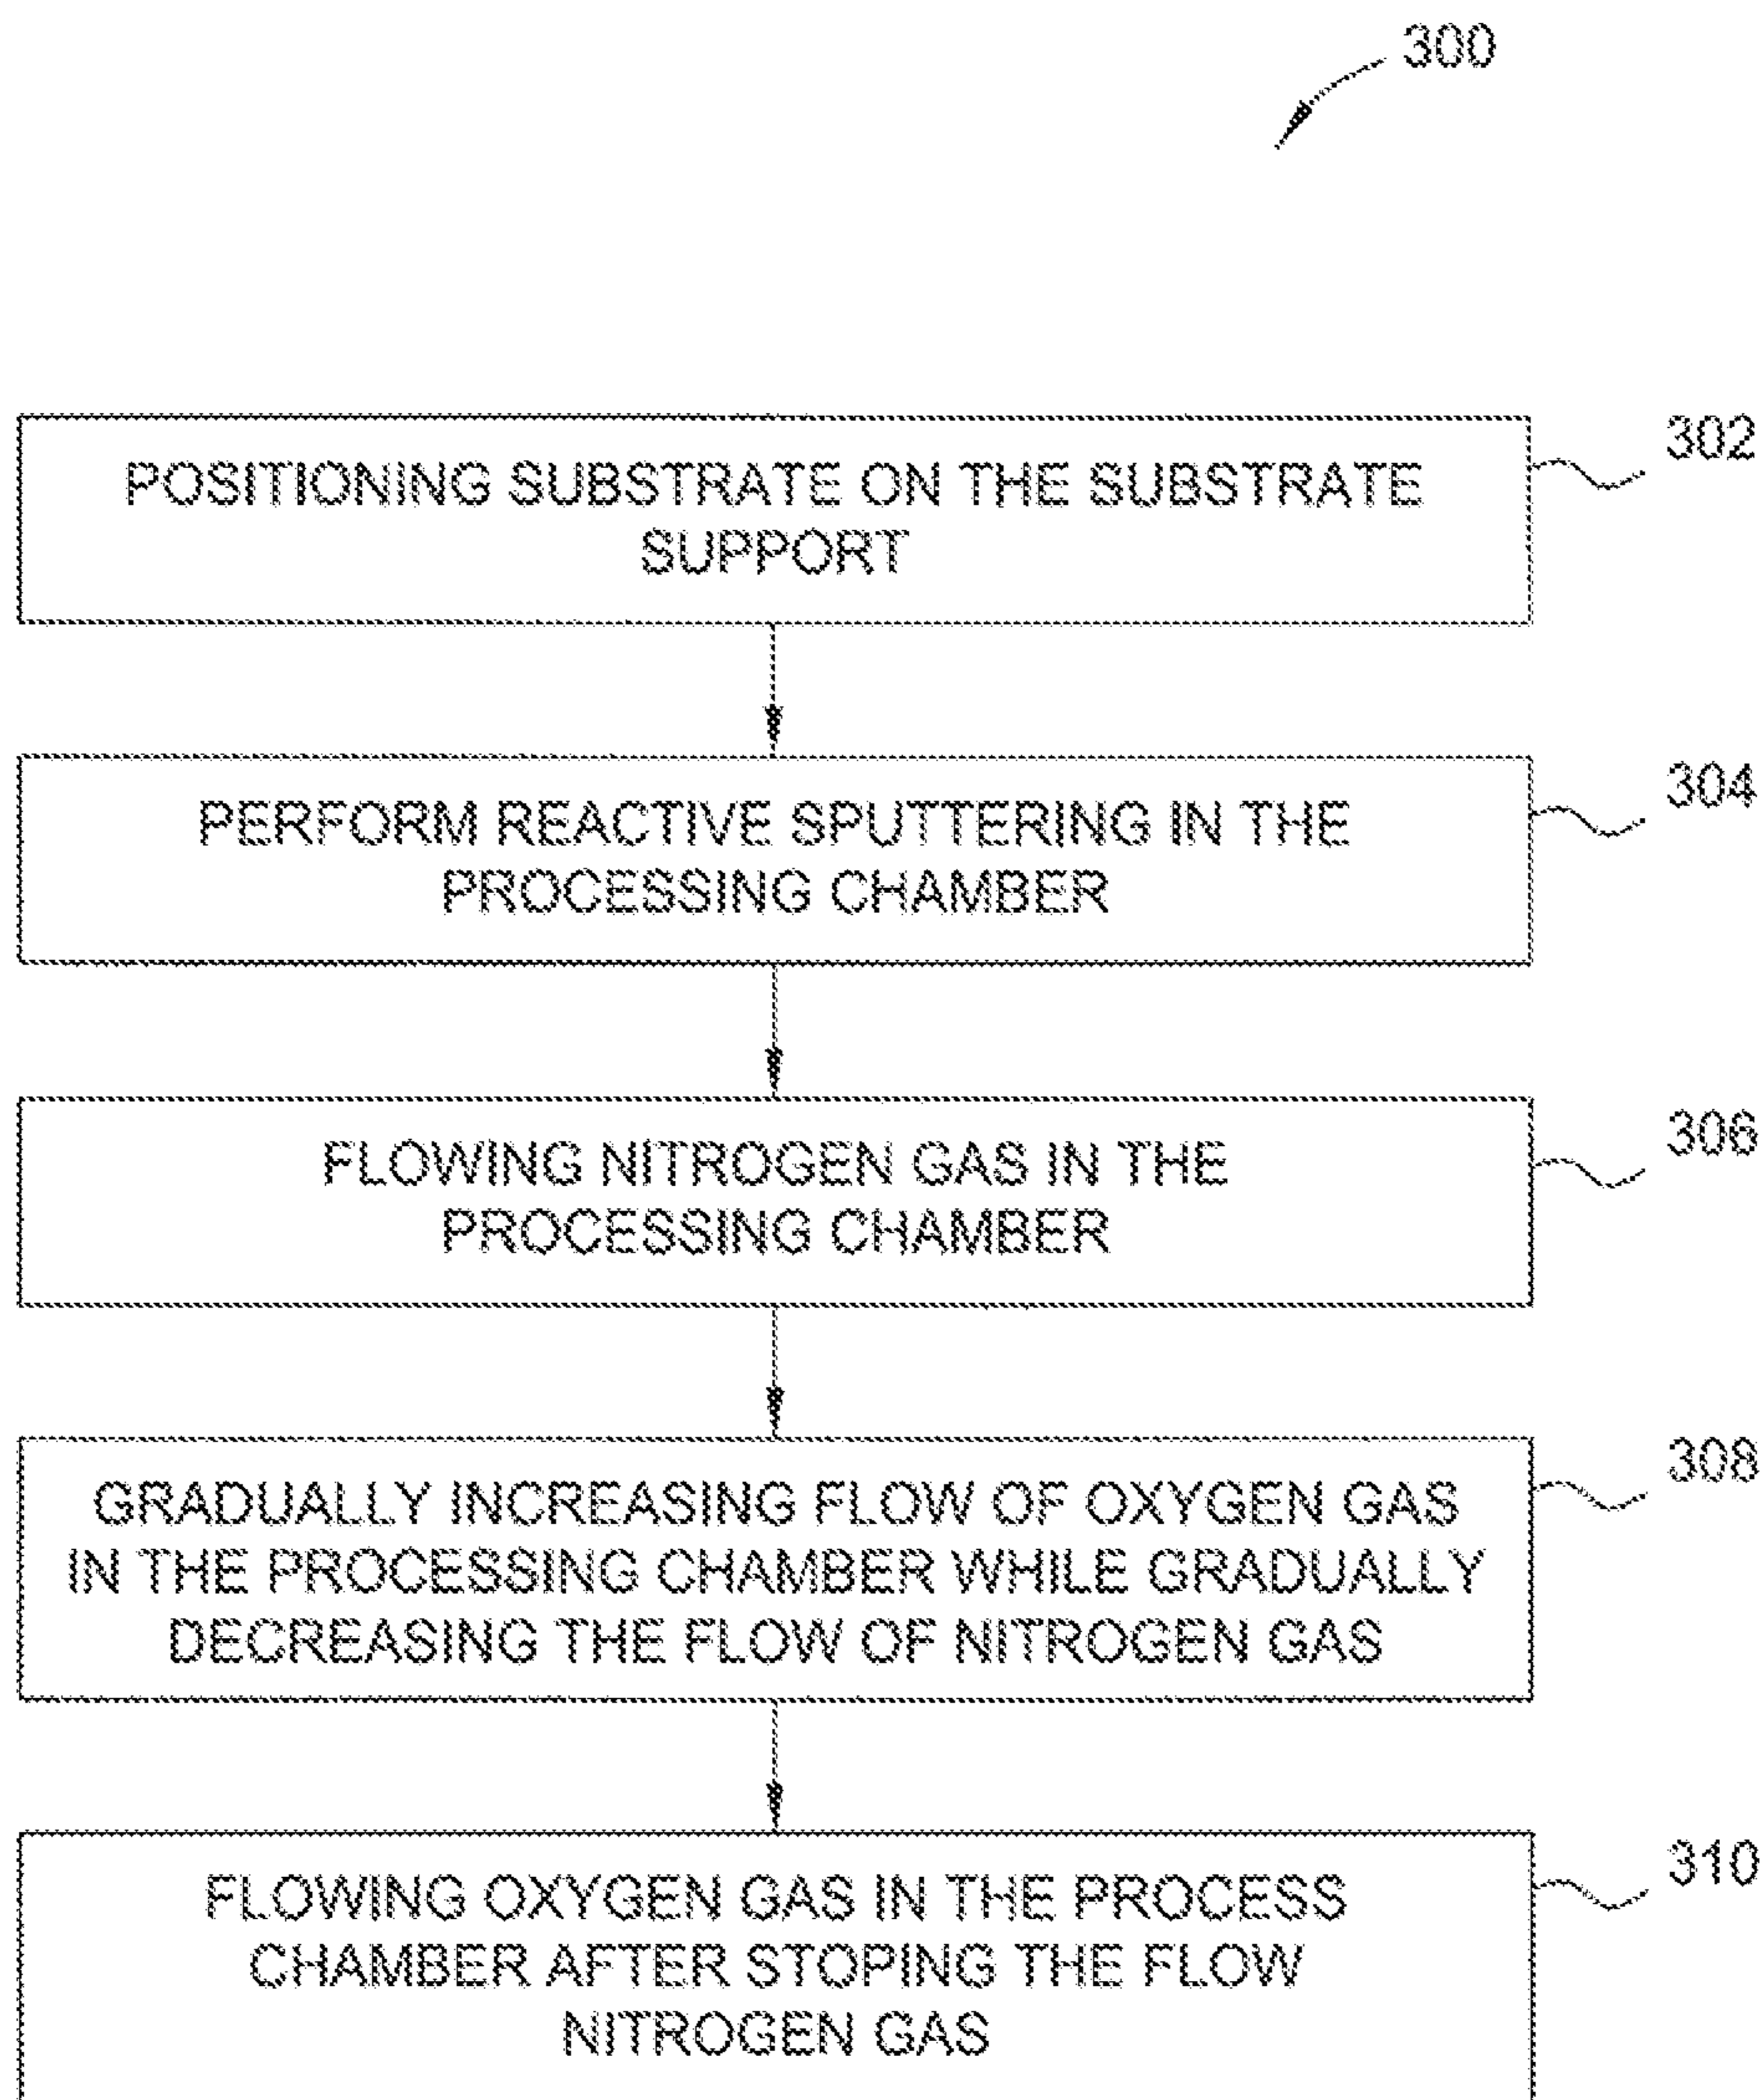 300
302
POSITIONING SUBSTRATE ON THE SUBSTRATE
SUPPORT
304
PERFORM REACTIVE SPUTTERING IN THE
PROCESSING CHAMBER
306
FLOWING NITROGEN GAS IN THE
PROCESSING CHAMBER
308
GRADUALLY INCREASING FLOW OF OXYGEN GAS
IN THE PROCESSING CHAMBER WHILE GRADUALLY
DECREASING THE FLOW OF NITROGEN GAS
310
FLOWING OXYGEN GAS IN THE PROCESS
CHAMBER AFTER STOPING THE FLOW
NITROGEN GAS